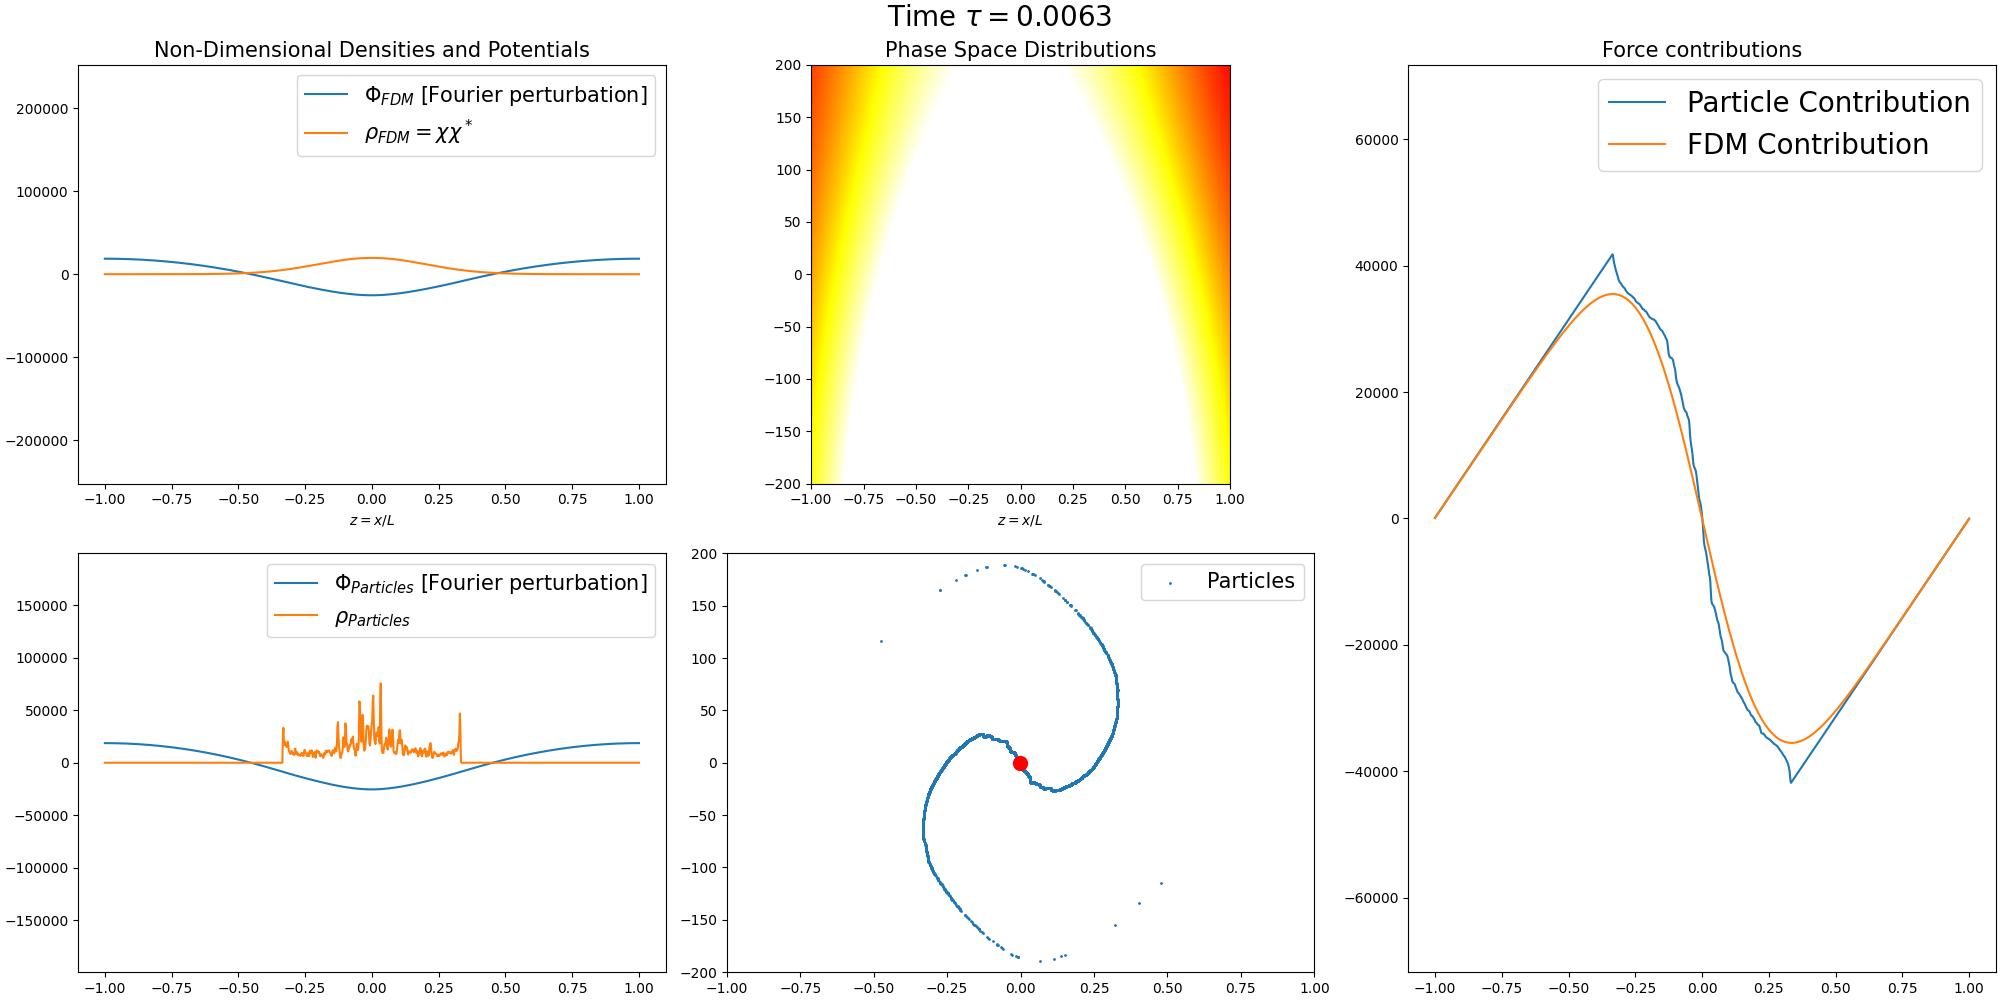 Time τ = 0.0063
Non-Dimensional Densities and Potentials
200000
100000
0
−100000
−200000
Φ_FDM [Fourier perturbation]
ρ_FDM = χχ*
−1.00 −0.75 −0.50 −0.25 0.00 0.25 0.50 0.75 1.00
z = x/L
Phase Space Distributions
200
150
100
50
0
−50
−100
−150
−200
−1.00 −0.75 −0.50 −0.25 0.00 0.25 0.50 0.75 1.00
z = x/L
Force contributions
Particle Contribution
FDM Contribution
60000
40000
20000
0
−20000
−40000
−60000
−1.00 −0.75 −0.50 −0.25 0.00 0.25 0.50 0.75 1.00
Φ_Particles [Fourier perturbation]
ρ_Particles
150000
100000
50000
0
−50000
−100000
−150000
−1.00 −0.75 −0.50 −0.25 0.00 0.25 0.50 0.75 1.00
Particles
200
150
100
50
0
−50
−100
−150
−200
−1.00 −0.75 −0.50 −0.25 0.00 0.25 0.50 0.75 1.00